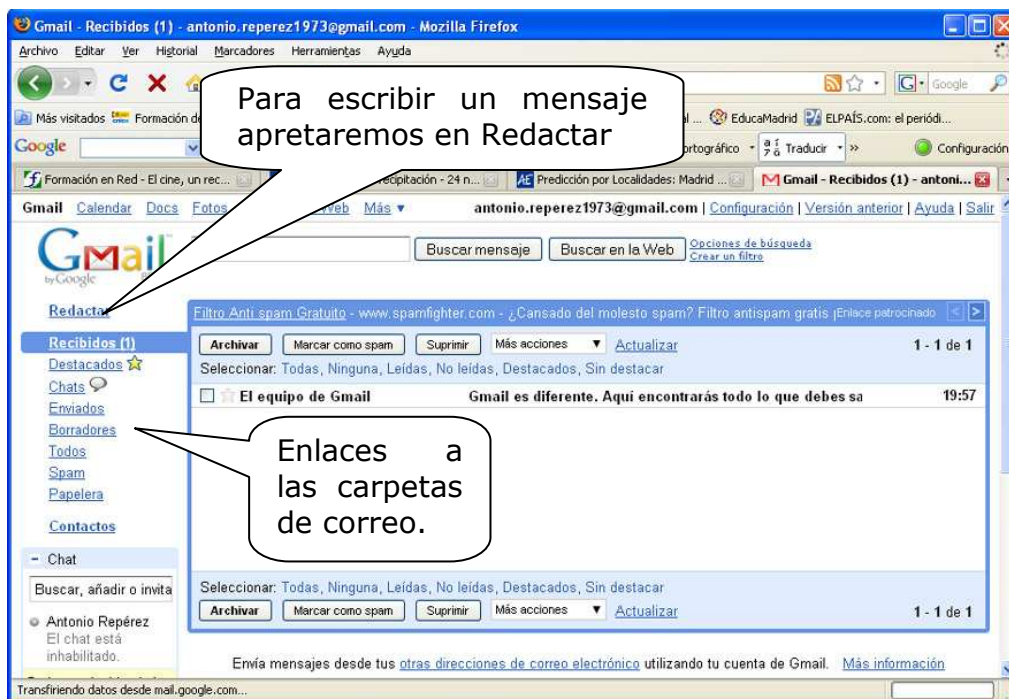 Gmail - Recibidos (1) - antonio.reperez1973@gmail.com - Mozilla Firefox
Archivo Editar Ver Historial Marcadores Herramientas Ayuda
Google
Para escribir un mensaje
apretaremos en Redactar
Más visitados Formación de EducaMadrid ELPAÍS.com: el periódi...
Google Traducir » Configuración
Formación en Red - El cine, un rec... - 24 n... Predicción por Localidades: Madrid ... Gmail - Recibidos (1) - antoni...
Gmail Calendar Docs Fotos Web Más ▼ antonio.reperez1973@gmail.com | Configuración | Versión anterior | Ayuda | Salir
Gmail
by Google
Buscar mensaje Buscar en la Web Opciones de búsqueda
Crear un filtro
Redactar
Filtro Anti spam Gratuito - www.spamfighter.com - ¿Cansado del molesto spam? Filtro antispam gratis ¡Enlace patrocinado < >
Recibidos (1)
Archivar Marcar como spam Suprimir Más acciones ▼ Actualizar 1 - 1 de 1
Destacados
Seleccionar: Todas, Ninguna, Leídas, No leídas, Destacados, Sin destacar
Chats
El equipo de Gmail Gmail es diferente. Aquí encontrarás todo lo que debes sa 19:57
Enviados
Borradores
Todos
Spam
Papelera
Enlaces a
las carpetas
de correo.
Contactos
− Chat
Buscar, añadir o invita
Seleccionar: Todas, Ninguna, Leídas, No leídas, Destacados, Sin destacar
Archivar Marcar como spam Suprimir Más acciones ▼ Actualizar 1 - 1 de 1
Antonio Repérez
El chat está
inhabilitado.
Envía mensajes desde tus otras direcciones de correo electrónico utilizando tu cuenta de Gmail. Más información
Transfiriendo datos desde mail.google.com...